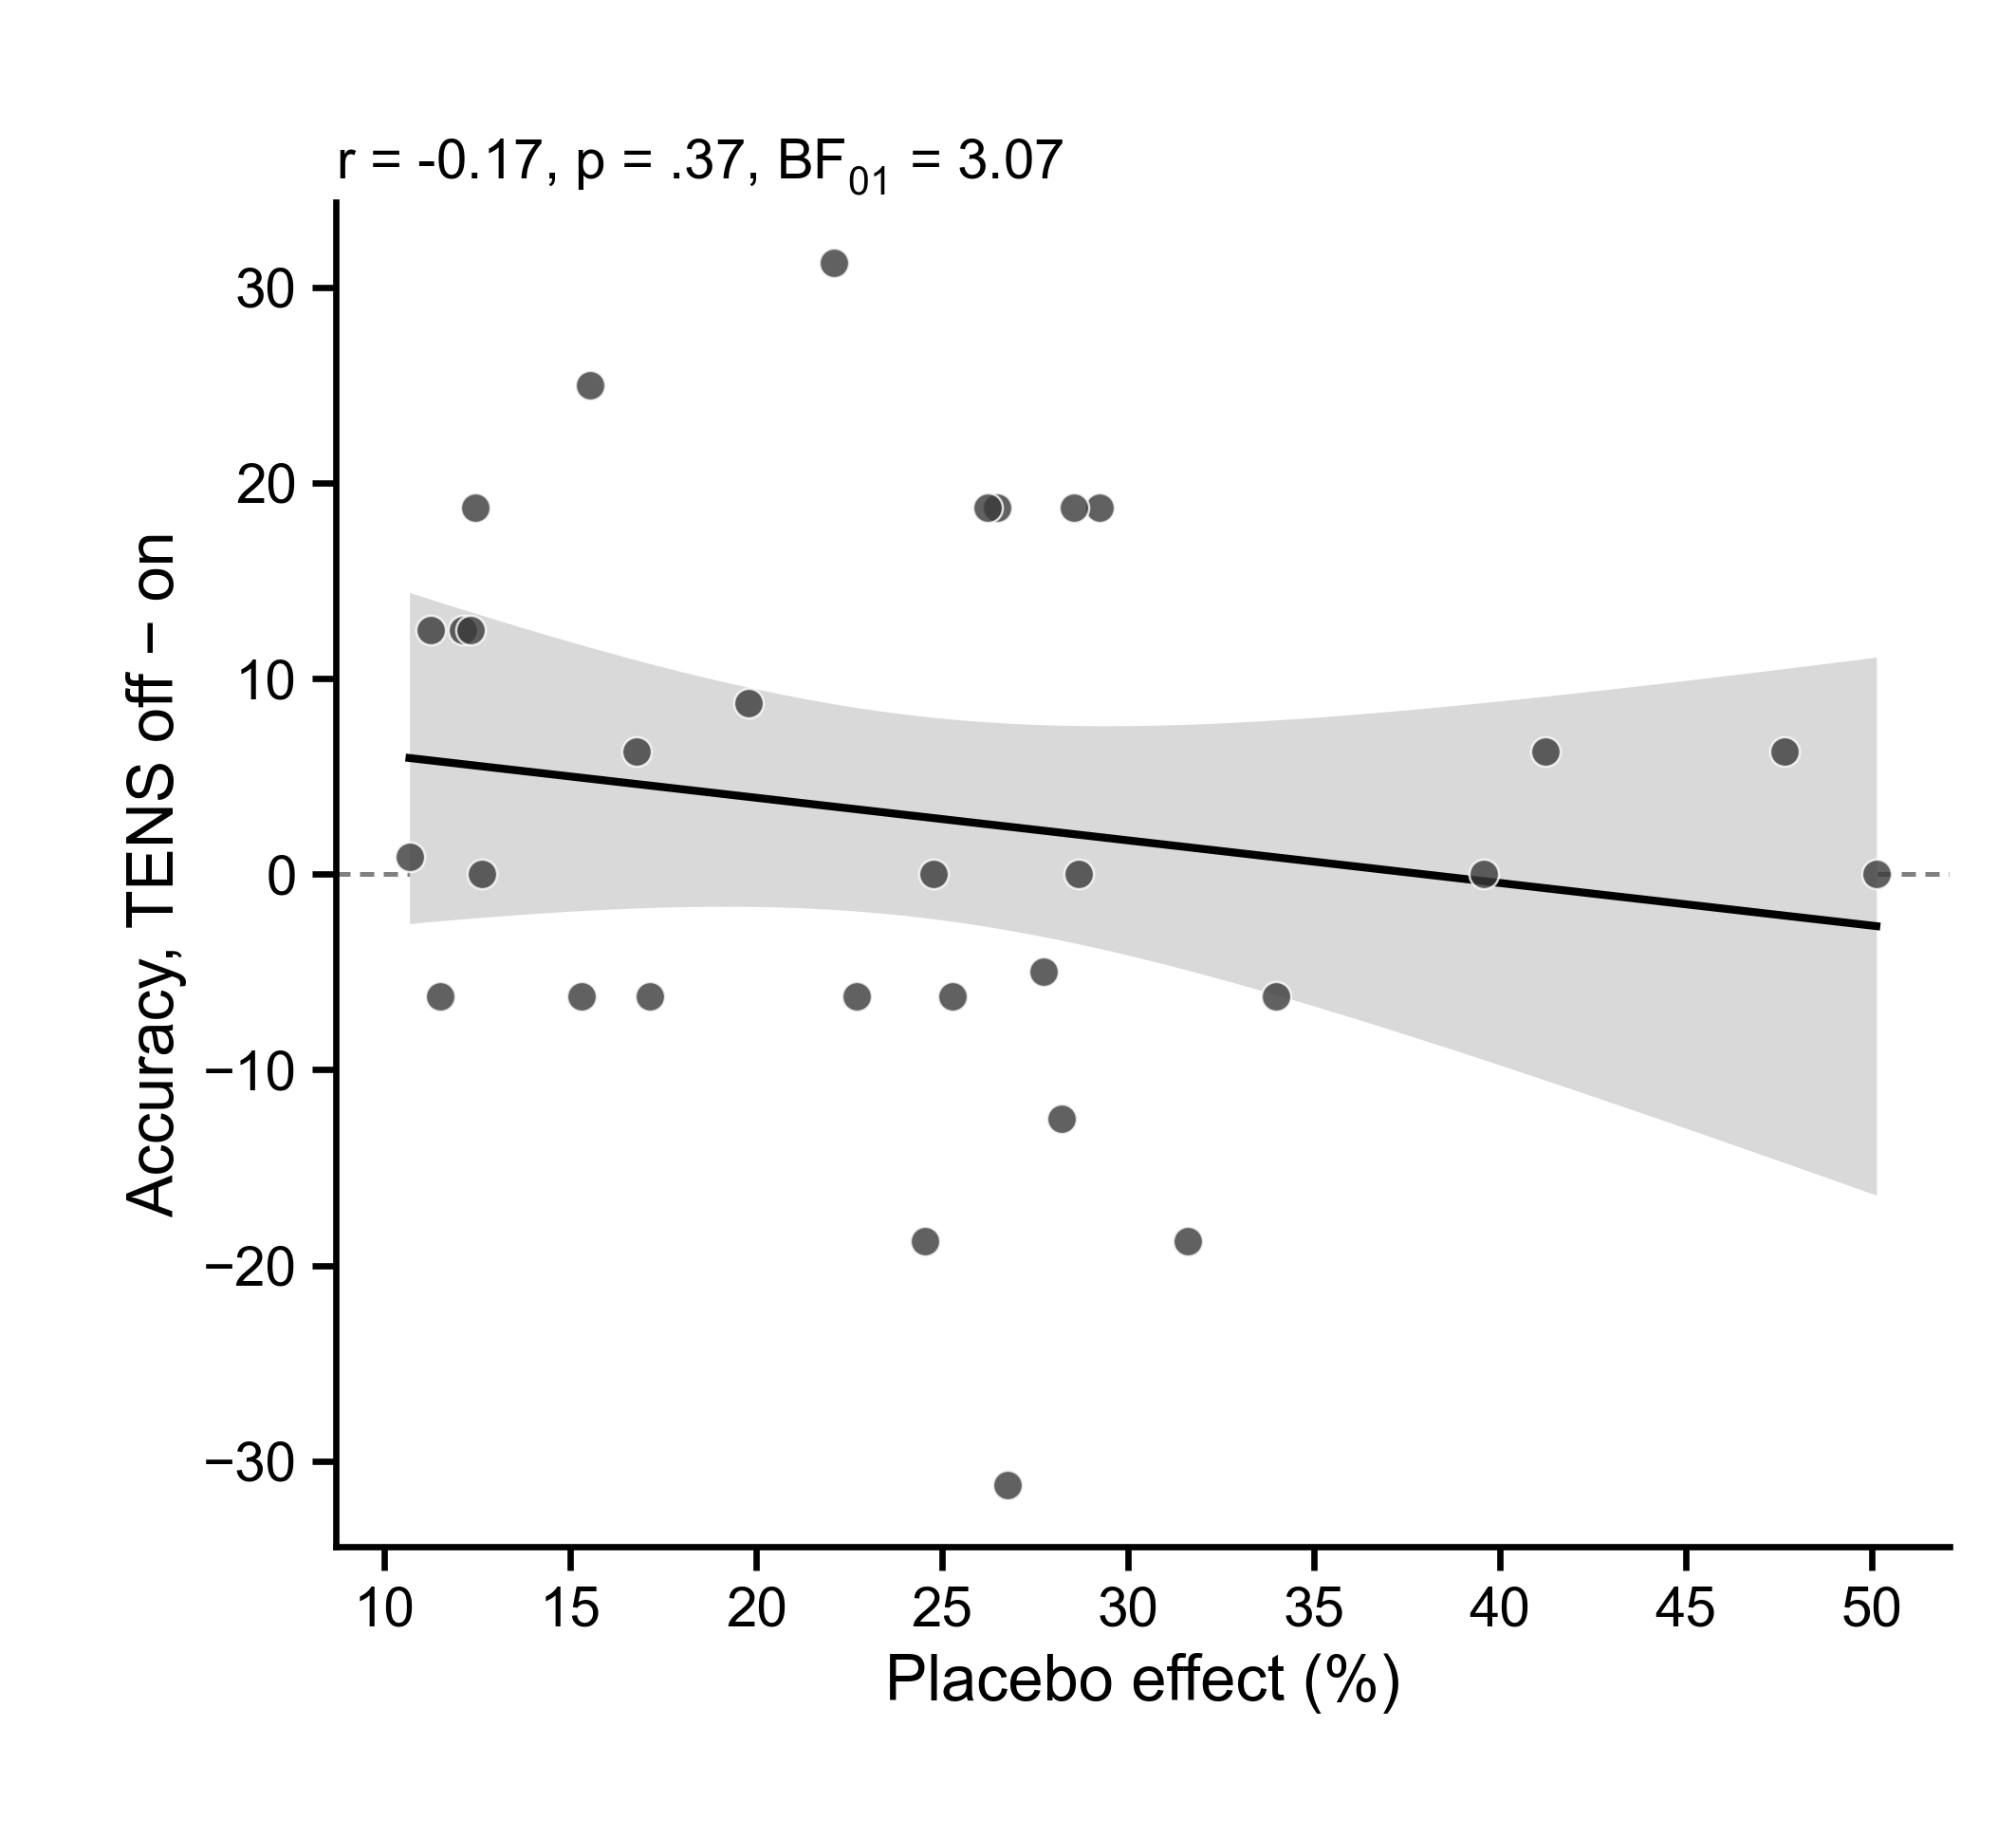 r = -0.17, p = .37, BF₀₁ = 3.07
30
20
10
0
−10
−20
−30
Accuracy, TENS off − on
10 15 20 25 30 35 40 45 50
Placebo effect (%)